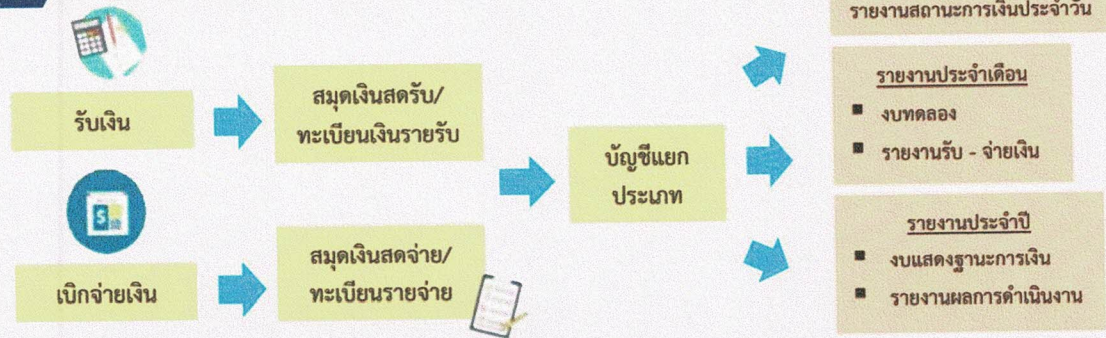 รายงานสถานะการเงินประจำวัน
รับเงิน
สมุดเงินสดรับ/
ทะเบียนเงินรายรับ
เบิกจ่ายเงิน
สมุดเงินสดจ่าย/
ทะเบียนรายจ่าย
บัญชีแยก
ประเภท
รายงานประจำเดือน
▪ งบทดลอง
▪ รายงานรับ - จ่ายเงิน
รายงานประจำปี
▪ งบแสดงฐานะการเงิน
▪ รายงานผลการดำเนินงาน